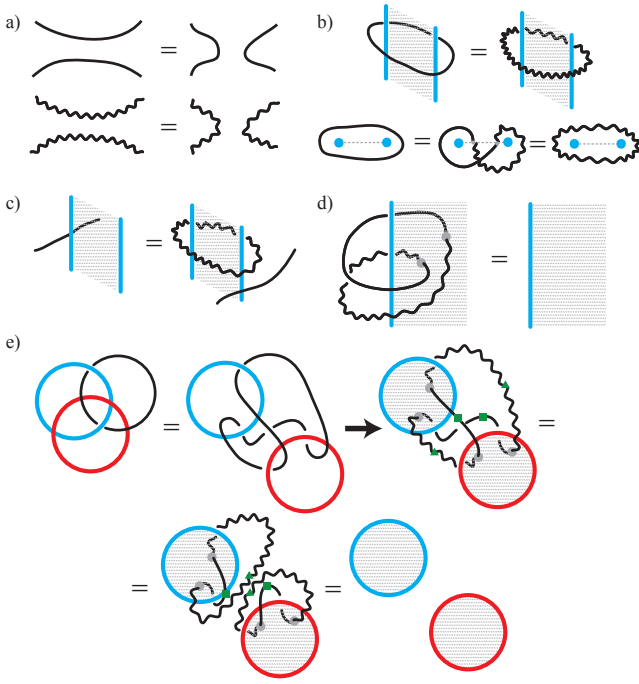 a)
=
=
b)
=
= =
c)
=
d)
=
e)
=
=
=
=